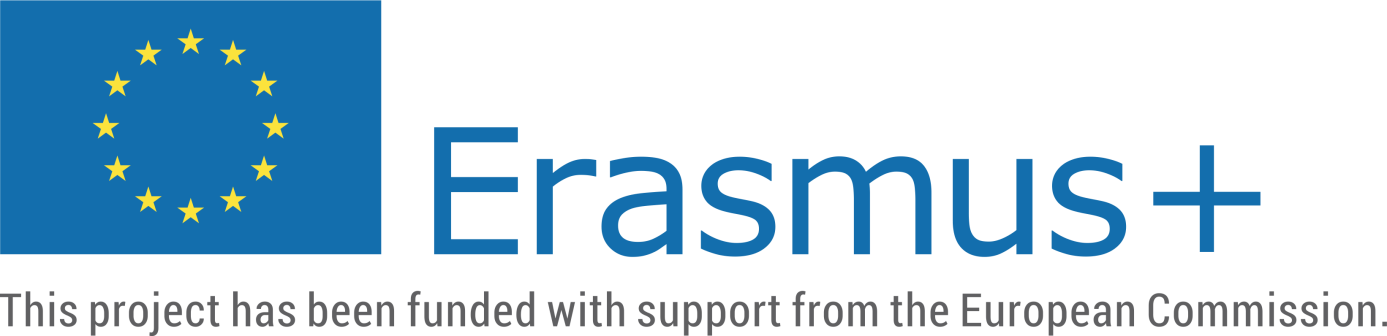 Erasmus+
This project has been funded with support from the European Commission.